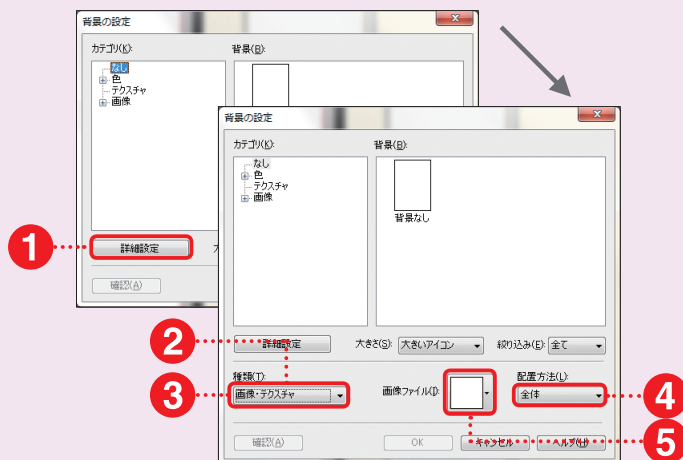 背景の設定
カテゴリ(K):
背景(B):
なし
色
テクスチャ
画像
1
詳細設定
大
確認(A)
背景の設定
カテゴリ(K):
背景(B):
なし
色
テクスチャ
画像
背景なし
2
詳細設定
大きさ(S):
大きいアイコン
絞り込み(E):
全て
3
種類(T):
画像・テクスチャ
画像ファイル(I):
配置方法(L):
全体
4
確認(A)
OK
キャンセル
ヘルプ(H)
5